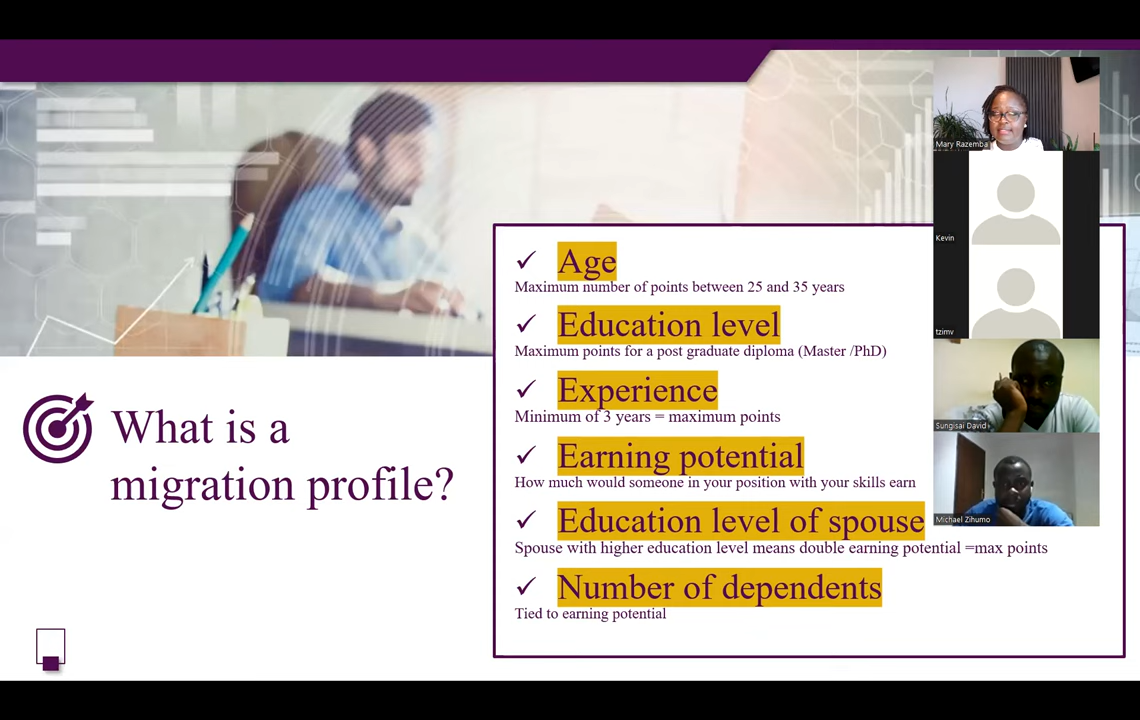 What is a
migration profile?
✓ Age
Maximum number of points between 25 and 35 years
✓ Education level
Maximum points for a post graduate diploma (Master /PhD)
✓ Experience
Minimum of 3 years = maximum points
✓ Earning potential
How much would someone in your position with your skills earn
✓ Education level of spouse
Spouse with higher education level means double earning potential =max points
✓ Number of dependents
Tied to earning potential
Mary Razemba
Kevin
tzimv
Sungisai David
Michael Zihumo